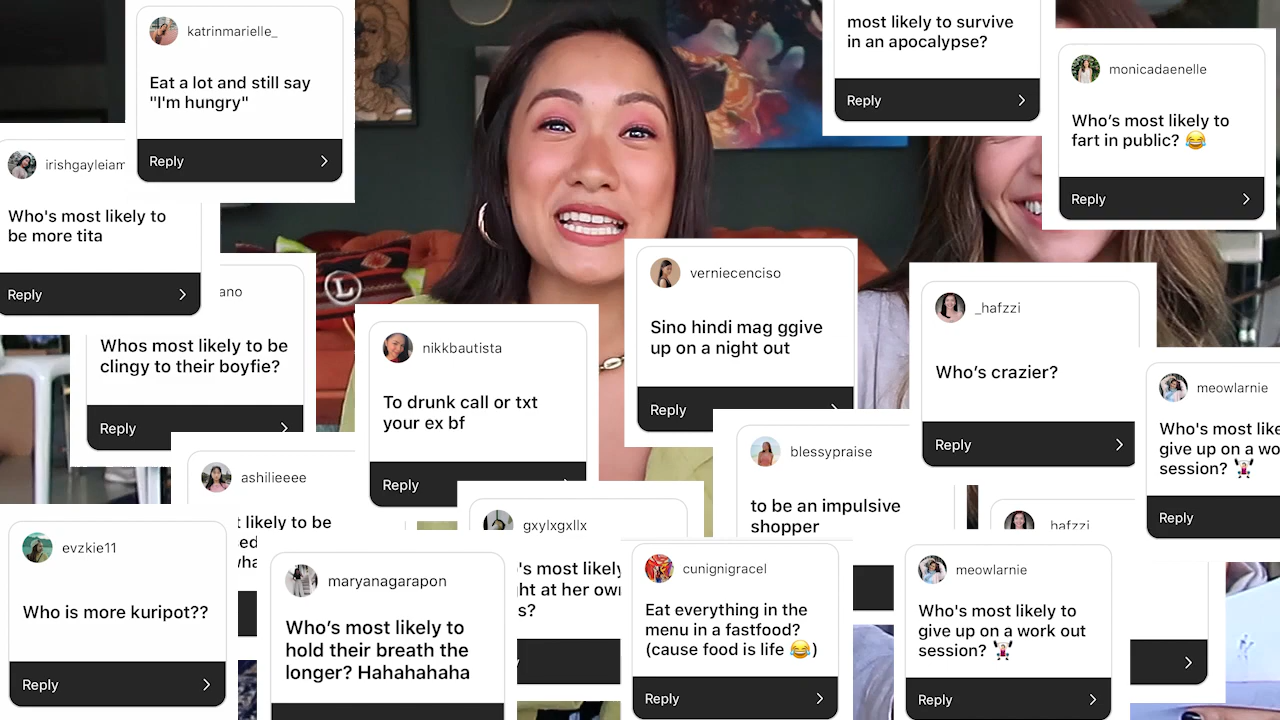 katrinmarielle_
Eat a lot and still say
"I'm hungry"
Reply
most likely to survive
in an apocalypse?
Reply
monicadaenelle
Who's most likely to
fart in public? 😂
Reply
irishgayleiam
Who's most likely to
be more tita
Reply
ano
Whos most likely to be
clingy to their boyfie?
Reply
L
nikkbautista
To drunk call or txt
your ex bf
Reply
verniecenciso
Sino hindi mag ggive
up on a night out
Reply
_hafzzi
Who's crazier?
Reply
meowlarnie
Who's most like
give up on a wo
session? 🏋
Reply
ashilieeee
t likely to be
ed
wha
blessypraise
to be an impulsive
shopper
gxylxgxllx
's most likely
ht at her own
s?
hafzzi
evzkie11
Who is more kuripot??
Reply
maryanagarapon
Who's most likely to
hold their breath the
longer? Hahahahaha
cunignigracel
Eat everything in the
menu in a fastfood?
(cause food is life 😂)
Reply
meowlarnie
Who's most likely to
give up on a work out
session? 🏋
Reply